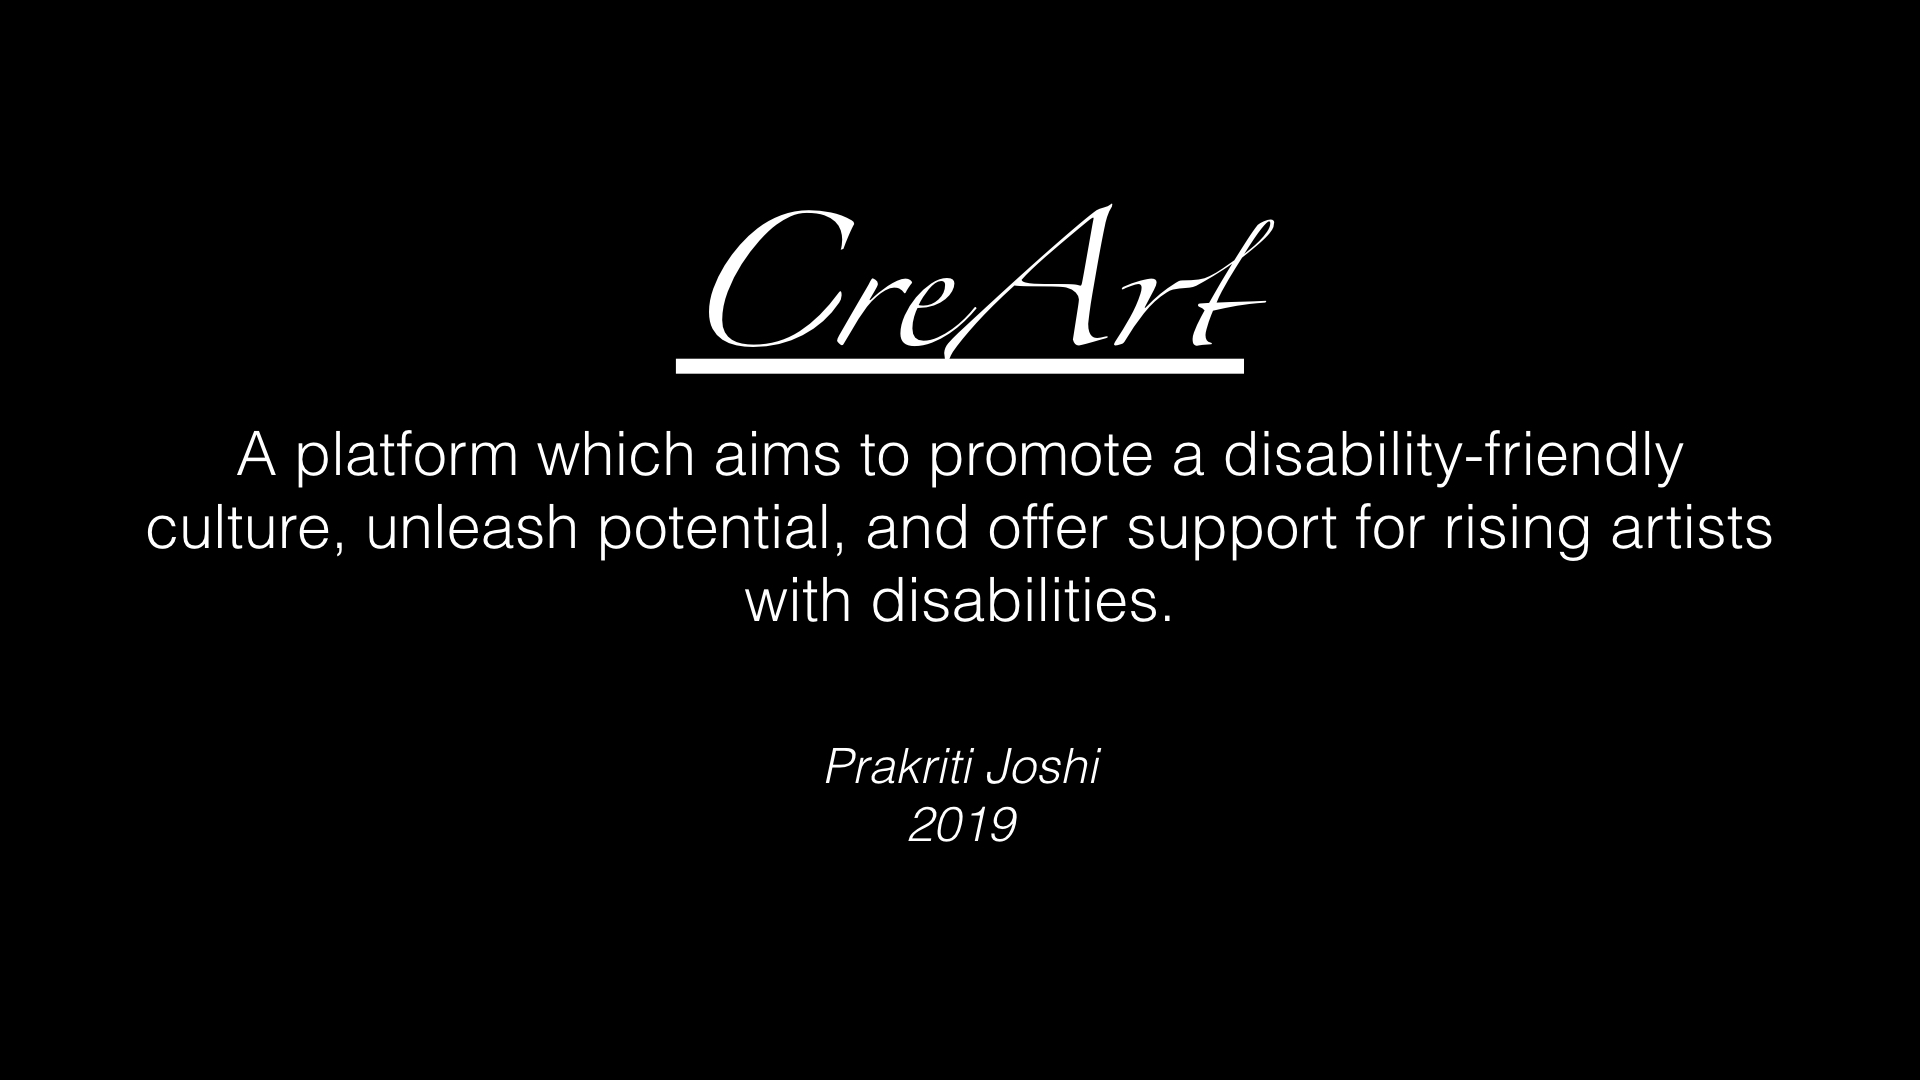 CreArt
A platform which aims to promote a disability-friendly
culture, unleash potential, and offer support for rising artists
with disabilities.
Prakriti Joshi
2019